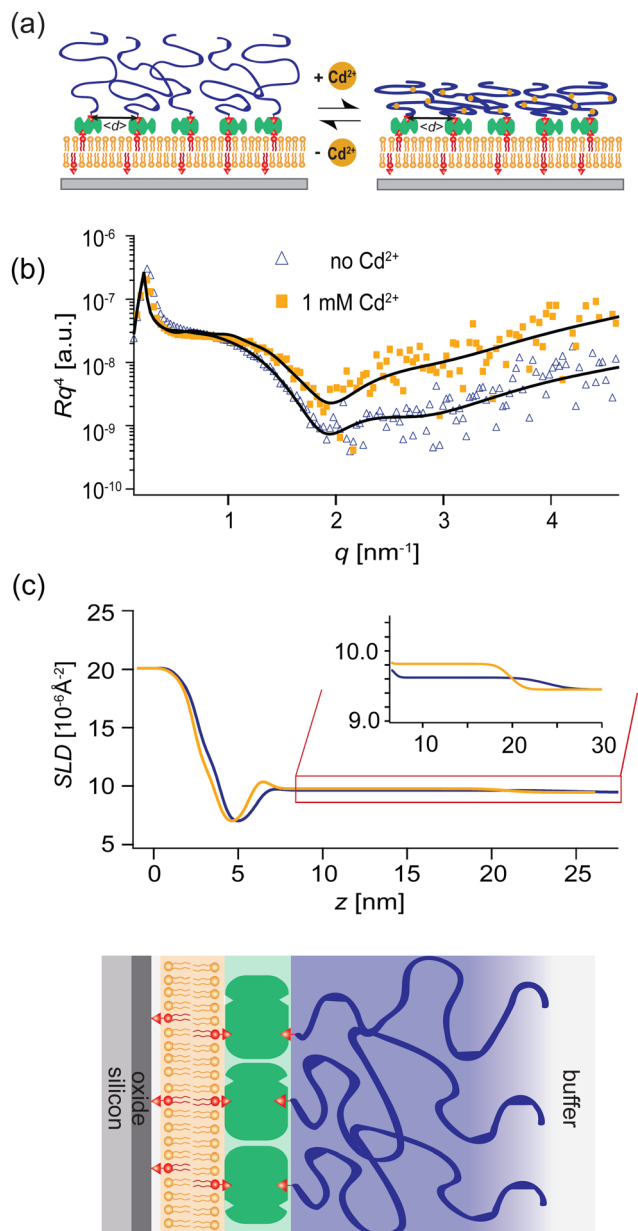 (a)
+ Cd²⁺
<d>
<d>
- Cd²⁺
(b)
10⁻⁶
10⁻⁷
10⁻⁸
10⁻⁹
10⁻¹⁰
Rq⁴ [a.u.]
no Cd²⁺
1 mM Cd²⁺
1
2
3
4
q [nm⁻¹]
(c)
25
20
15
10
5
SLD [10⁻⁶Å⁻²]
10.0
9.0
10
20
30
0
5
10
15
20
25
z [nm]
silicon
oxide
buffer